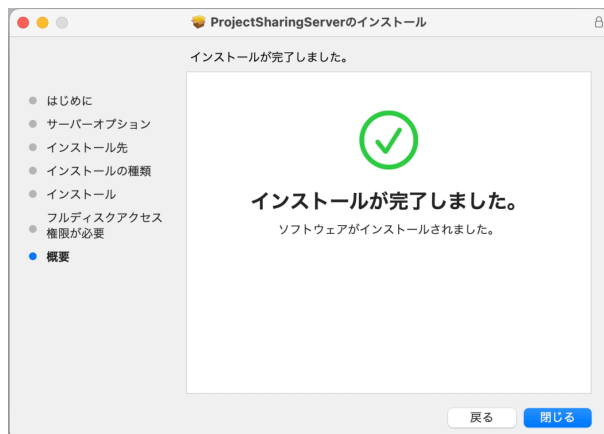 ProjectSharingServerのインストール
インストールが完了しました。
はじめに
サーバーオプション
インストール先
インストールの種類
インストール
フルディスクアクセス
権限が必要
概要
インストールが完了しました。
ソフトウェアがインストールされました。
戻る
閉じる